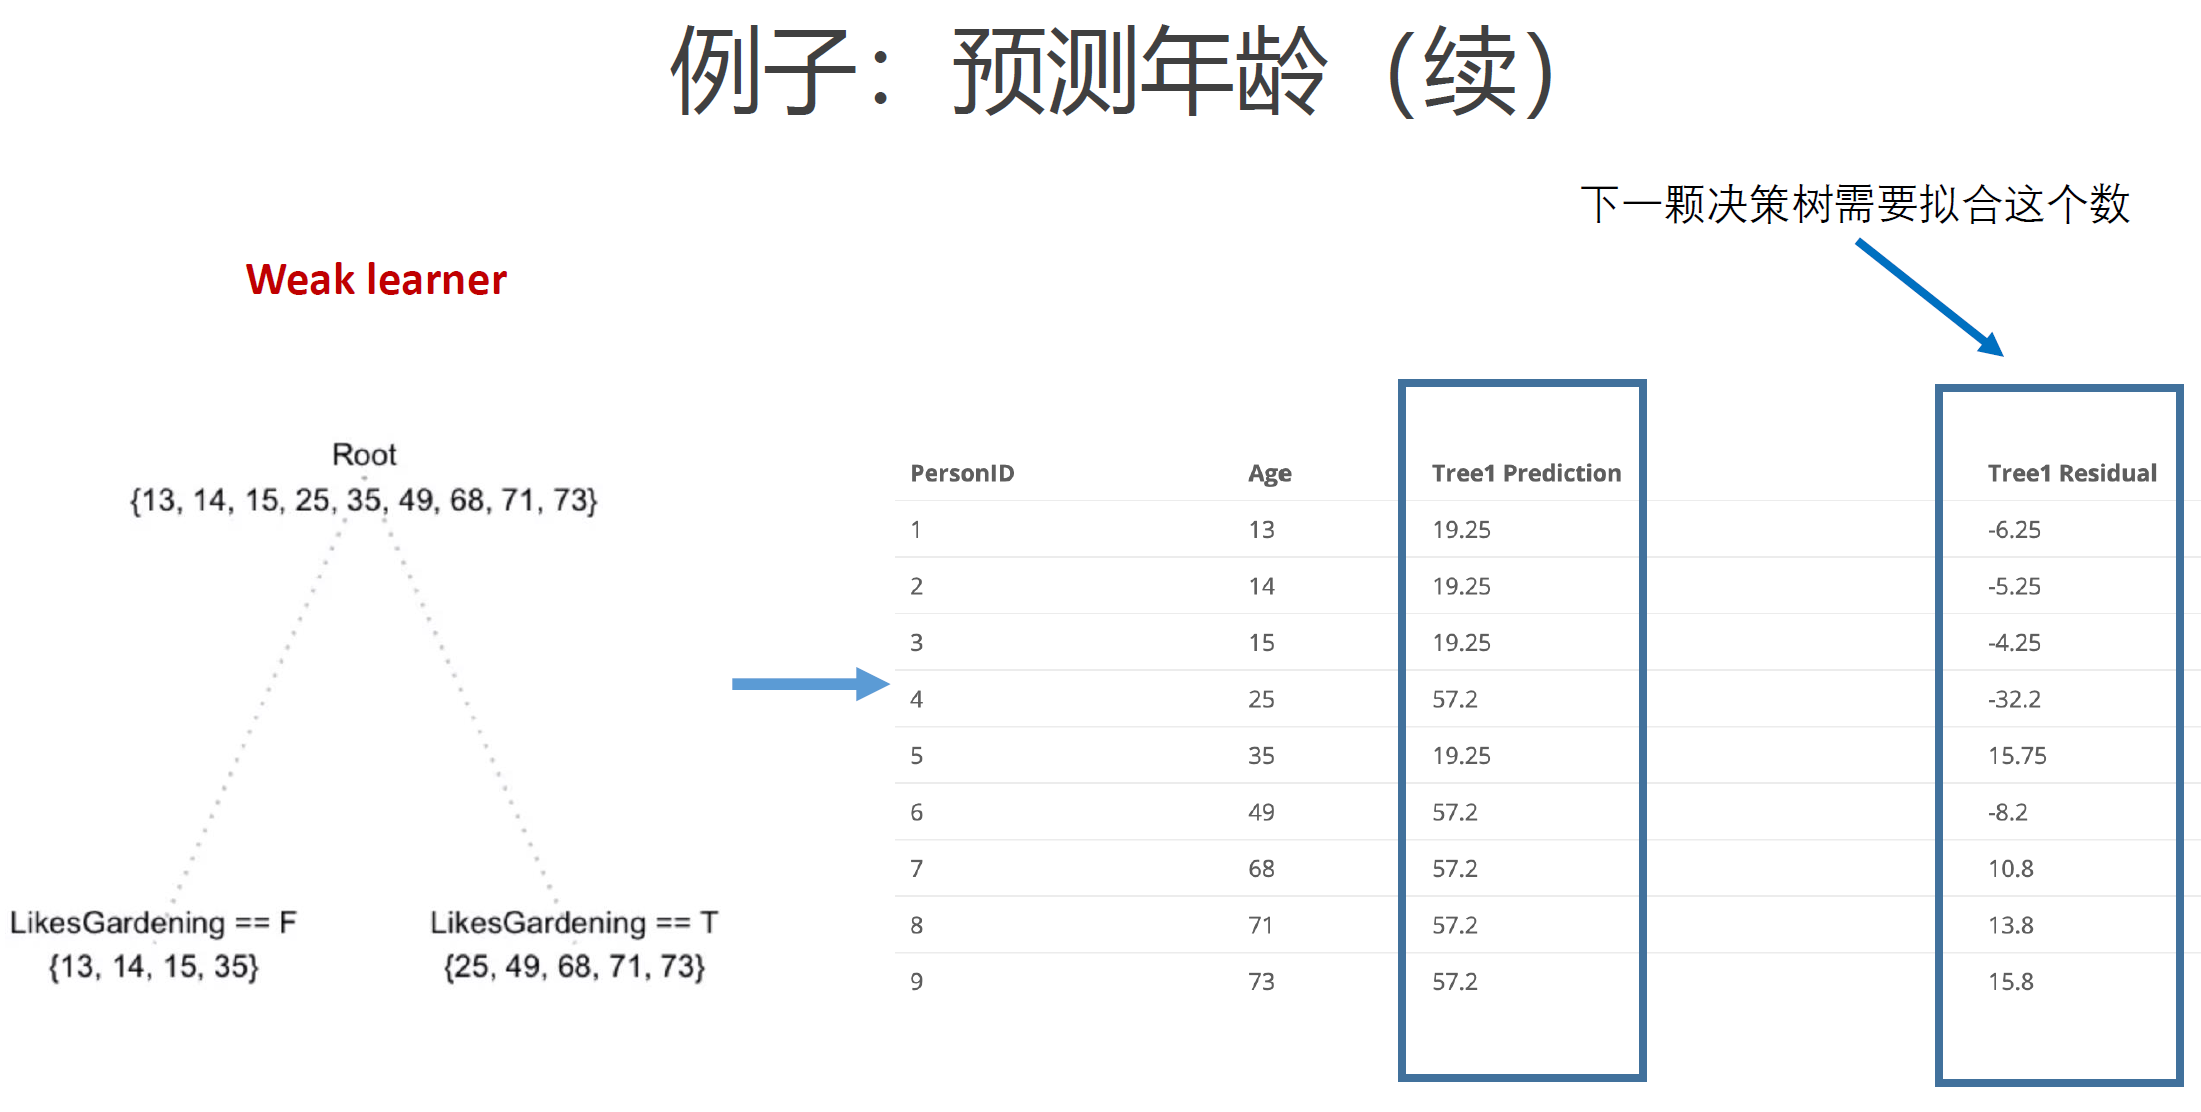 例子：预测年龄（续）
下一颗决策树需要拟合这个数
Weak learner
Root
{13, 14, 15, 25, 35, 49, 68, 71, 73}
LikesGardening == F
{13, 14, 15, 35}
LikesGardening == T
{25, 49, 68, 71, 73}
PersonID Age Tree1 Prediction Tree1 Residual
1 13 19.25 -6.25
2 14 19.25 -5.25
3 15 19.25 -4.25
4 25 57.2 -32.2
5 35 19.25 15.75
6 49 57.2 -8.2
7 68 57.2 10.8
8 71 57.2 13.8
9 73 57.2 15.8